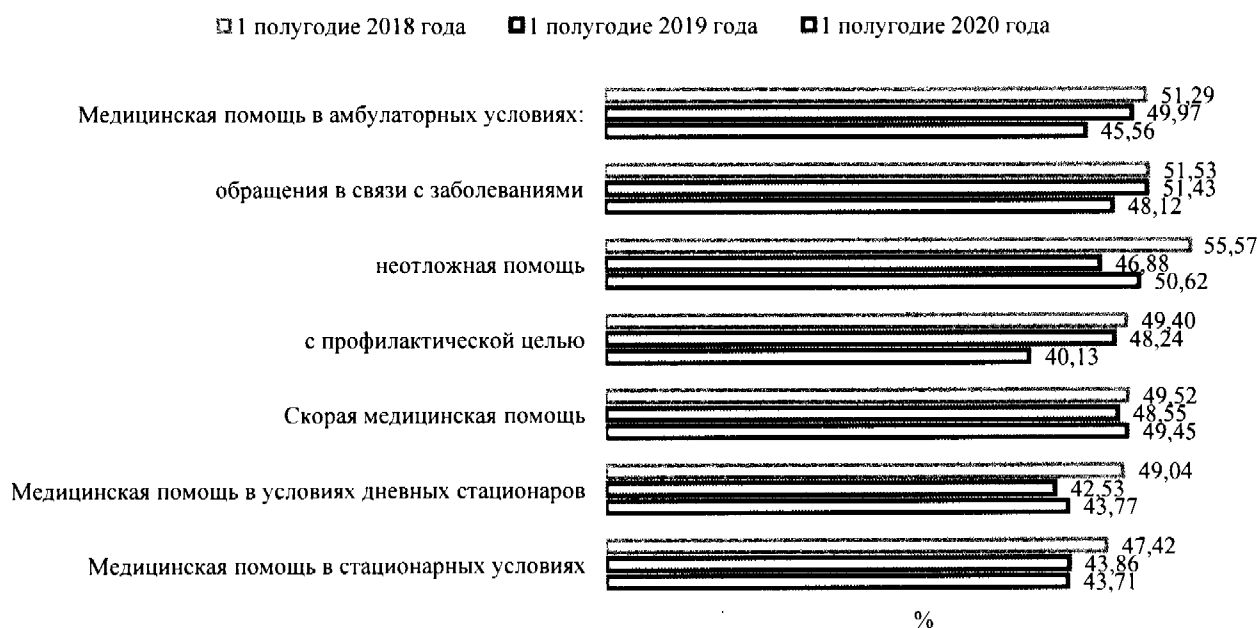 1 полугодие 2018 года 1 полугодие 2019 года 1 полугодие 2020 года
Медицинская помощь в амбулаторных условиях:
51,29
49,97
45,56
обращения в связи с заболеваниями
51,53
51,43
48,12
неотложная помощь
55,57
46,88
50,62
с профилактической целью
49,40
48,24
40,13
Скорая медицинская помощь
49,52
48,55
49,45
Медицинская помощь в условиях дневных стационаров
49,04
42,53
43,77
Медицинская помощь в стационарных условиях
47,42
43,86
43,71
%